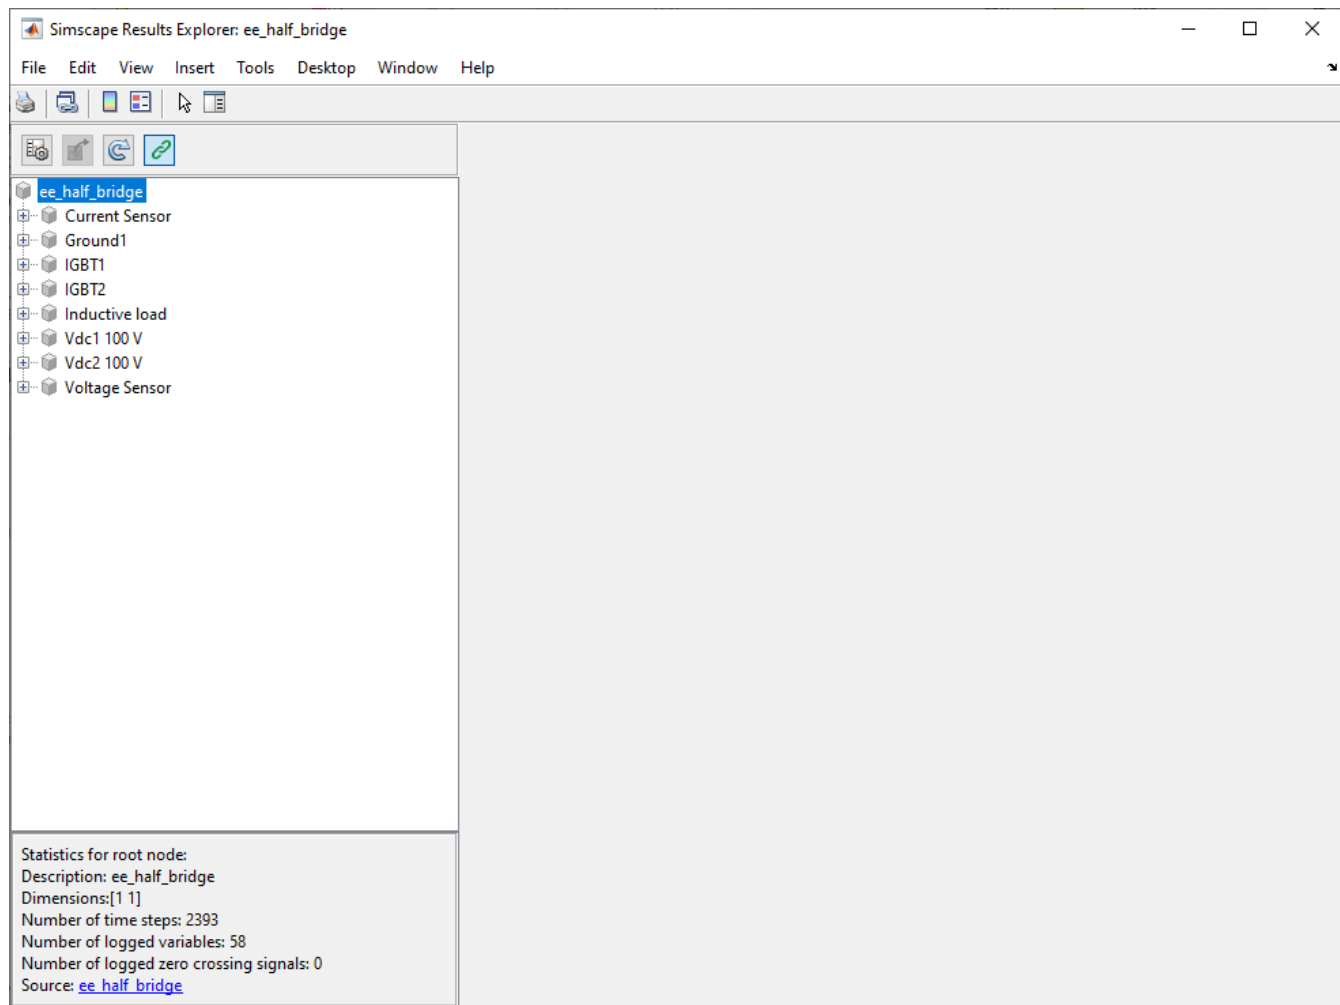 Simscape Results Explorer: ee_half_bridge
File Edit View Insert Tools Desktop Window Help
ee_half_bridge
Current Sensor
Ground1
IGBT1
IGBT2
Inductive load
Vdc1 100 V
Vdc2 100 V
Voltage Sensor
Statistics for root node:
Description: ee_half_bridge
Dimensions:[1 1]
Number of time steps: 2393
Number of logged variables: 58
Number of logged zero crossing signals: 0
Source: ee_half_bridge